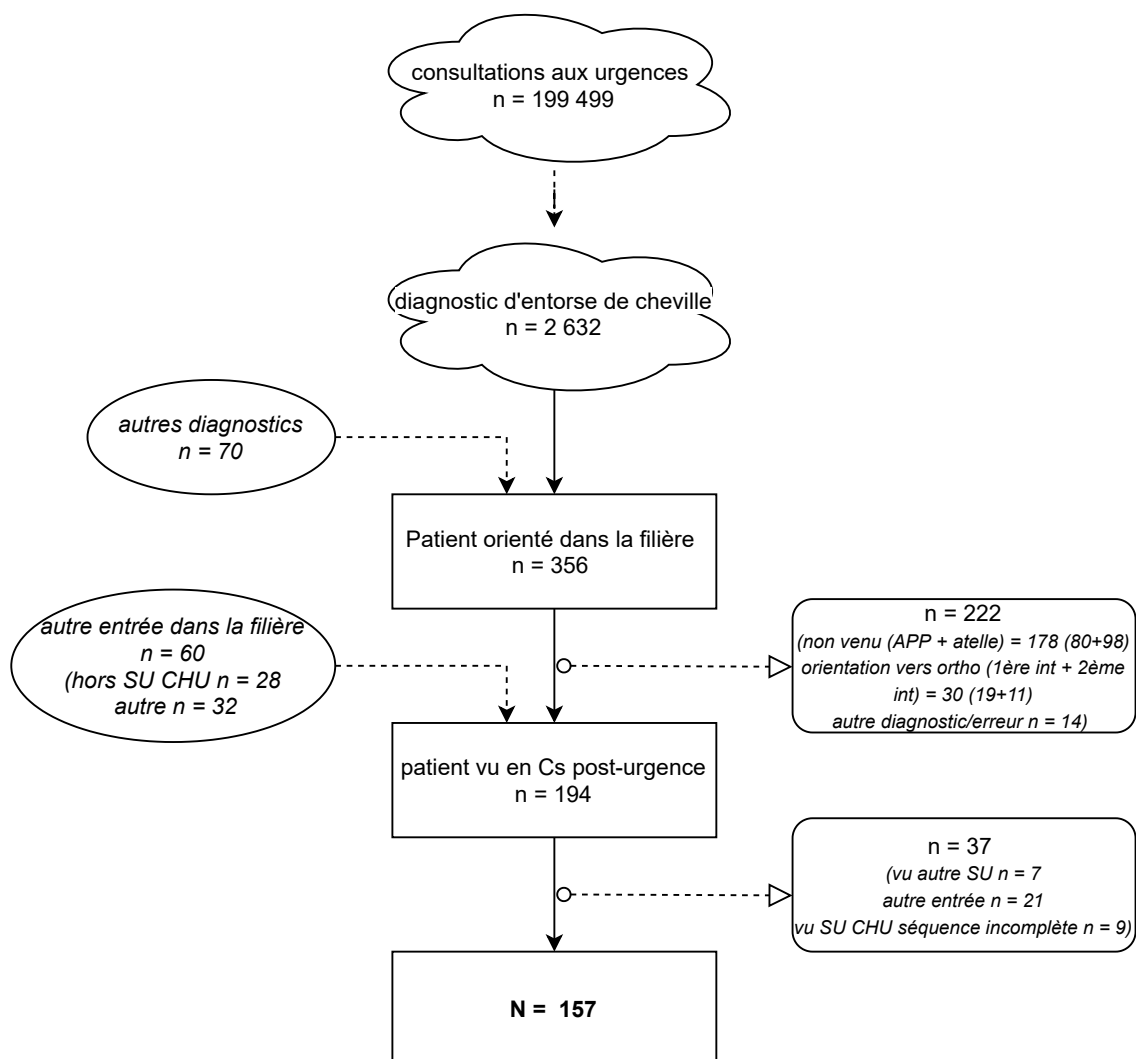 consultations aux urgences
n = 199 499
diagnostic d'entorse de cheville
n = 2 632
autres diagnostics
n = 70
Patient orienté dans la filière
n = 356
autre entrée dans la filière
n = 60
(hors SU CHU n = 28
autre n = 32
n = 222
(non venu (APP + atelle) = 178 (80+98)
orientation vers ortho (1ère int + 2ème
int) = 30 (19+11)
autre diagnostic/erreur n = 14)
patient vu en Cs post-urgence
n = 194
n = 37
(vu autre SU n = 7
autre entrée n = 21
vu SU CHU séquence incomplète n = 9)
N = 157